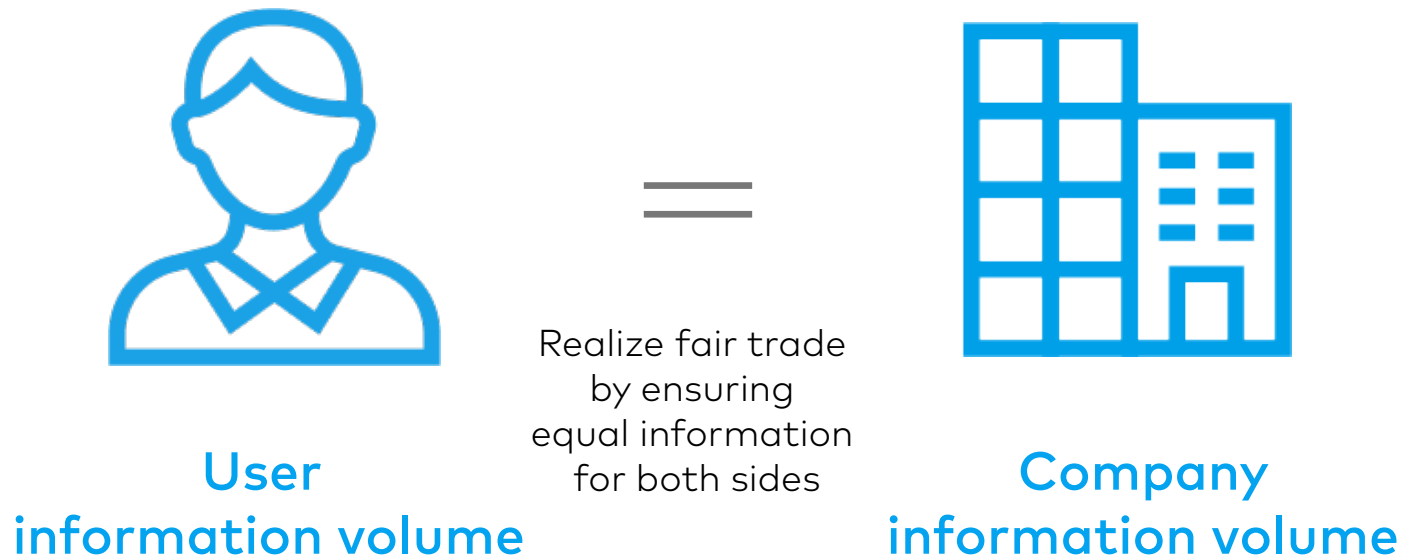 Realize fair trade
by ensuring
equal information
for both sides
User
information volume
Company
information volume